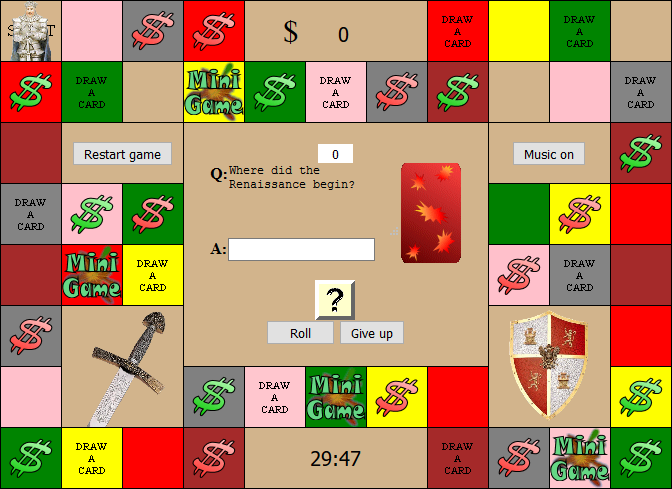 $ 0
DRAW
A
CARD
DRAW
A
CARD
DRAW
A
CARD
Mini
Game
DRAW
A
CARD
DRAW
A
CARD
Restart game
0
Music on
Q: Where did the
Renaissance begin?
DRAW
A
CARD
Mini
Game
DRAW
A
CARD
A:
DRAW
A
CARD
?
Roll
Give up
DRAW
A
CARD
Mini
Game
DRAW
A
CARD
29:47
DRAW
A
CARD
Mini
Game